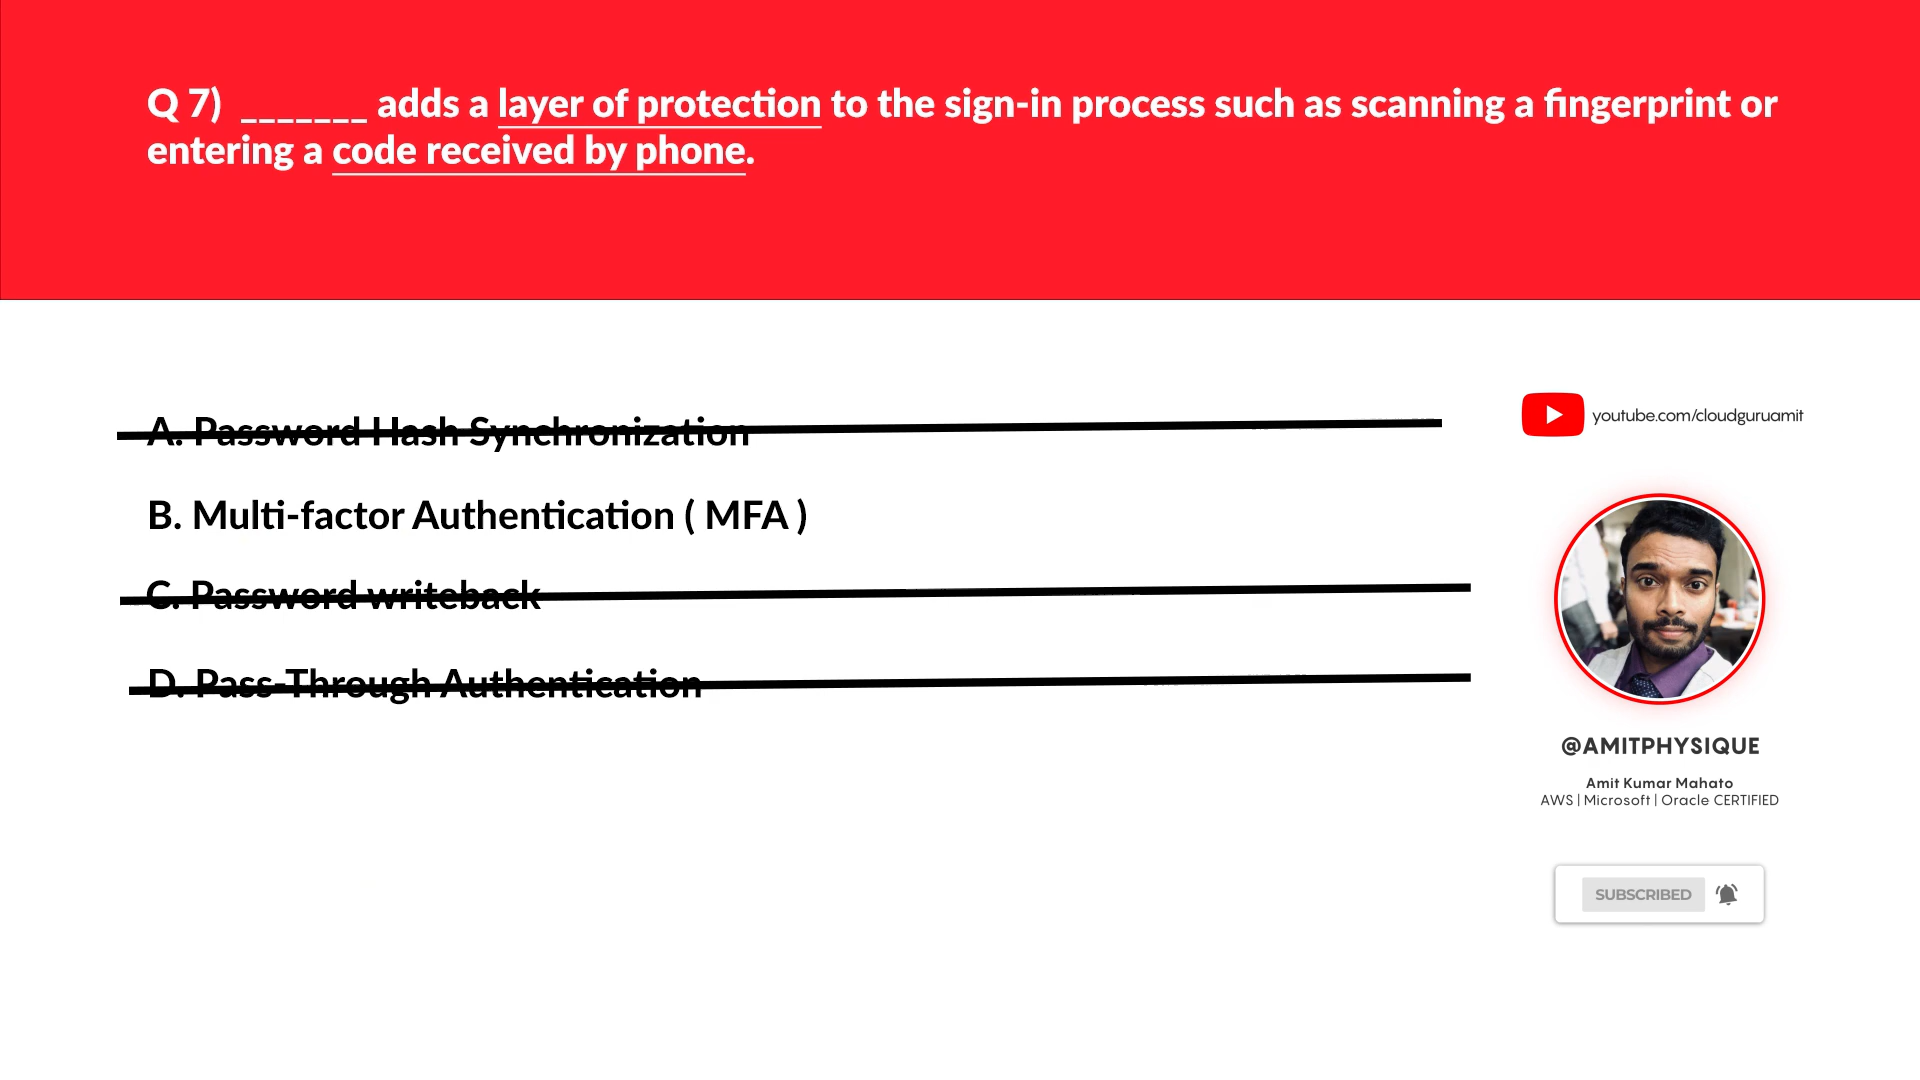 Q 7) _______ adds a layer of protection to the sign-in process such as scanning a fingerprint or
entering a code received by phone.
A. Password Hash Synchronization
B. Multi-factor Authentication ( MFA )
C. Password writeback
D. Pass-Through Authentication
youtube.com/cloudguruamit
@AMITPHYSIQUE
Amit Kumar Mahato
AWS | Microsoft | Oracle CERTIFIED
SUBSCRIBED